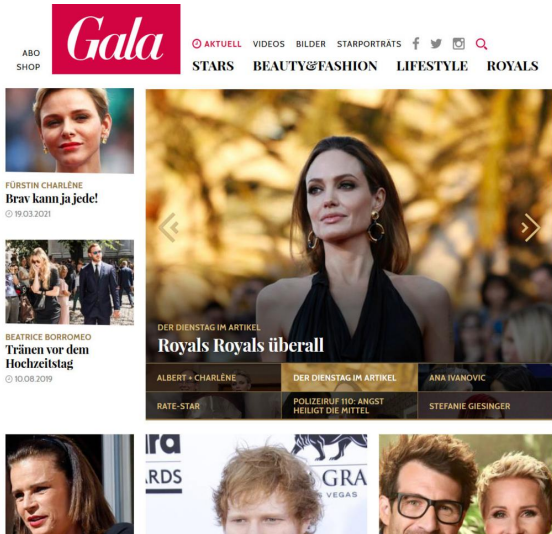 ABO
SHOP
Gala
AKTUELL VIDEOS BILDER STARPORTRÄTS
STARS BEAUTY&FASHION LIFESTYLE ROYALS
FÜRSTIN CHARLÈNE
Brav kann ja jede!
19.03.2021
BEATRICE BORROMEO
Tränen vor dem
Hochzeitstag
10.08.2019
DER DIENSTAG IM ARTIKEL
Royals Royals überall
ALBERT + CHARLÈNE
DER DIENSTAG IM ARTIKEL
ANA IVANOVIC
RATE-STAR
POLIZEIRUF 110: ANGST
HEILIGT DIE MITTEL
STEFANIE GIESINGER
RDS
GRA
VEGAS